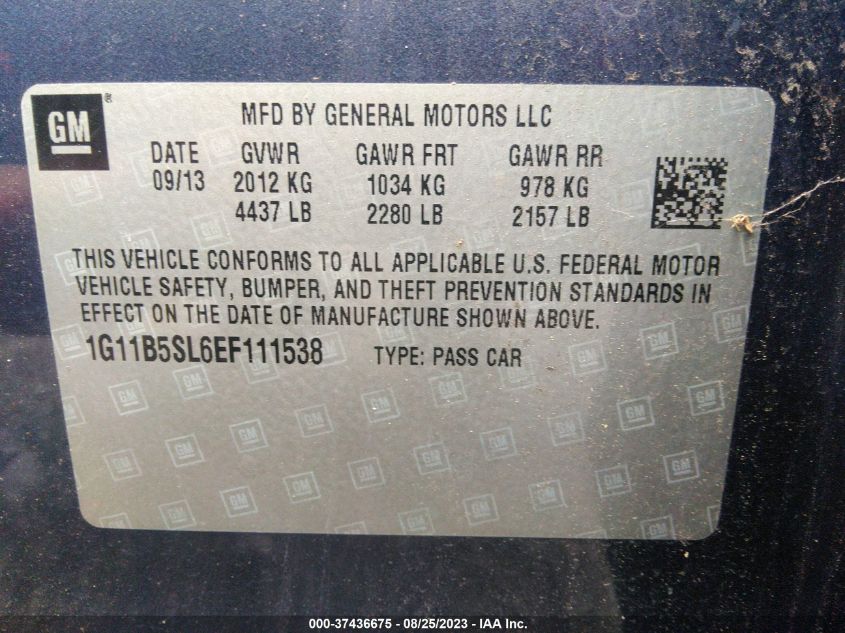 GM®
MFD BY GENERAL MOTORS LLC
DATE GVWR GAWR FRT GAWR RR
09/13 2012 KG 1034 KG 978 KG
4437 LB 2280 LB 2157 LB
THIS VEHICLE CONFORMS TO ALL APPLICABLE U.S. FEDERAL MOTOR
VEHICLE SAFETY, BUMPER, AND THEFT PREVENTION STANDARDS IN
EFFECT ON THE DATE OF MANUFACTURE SHOWN ABOVE.
1G11B5SL6EF111538 TYPE: PASS CAR
000-37436675 - 08/25/2023 - IAA Inc.